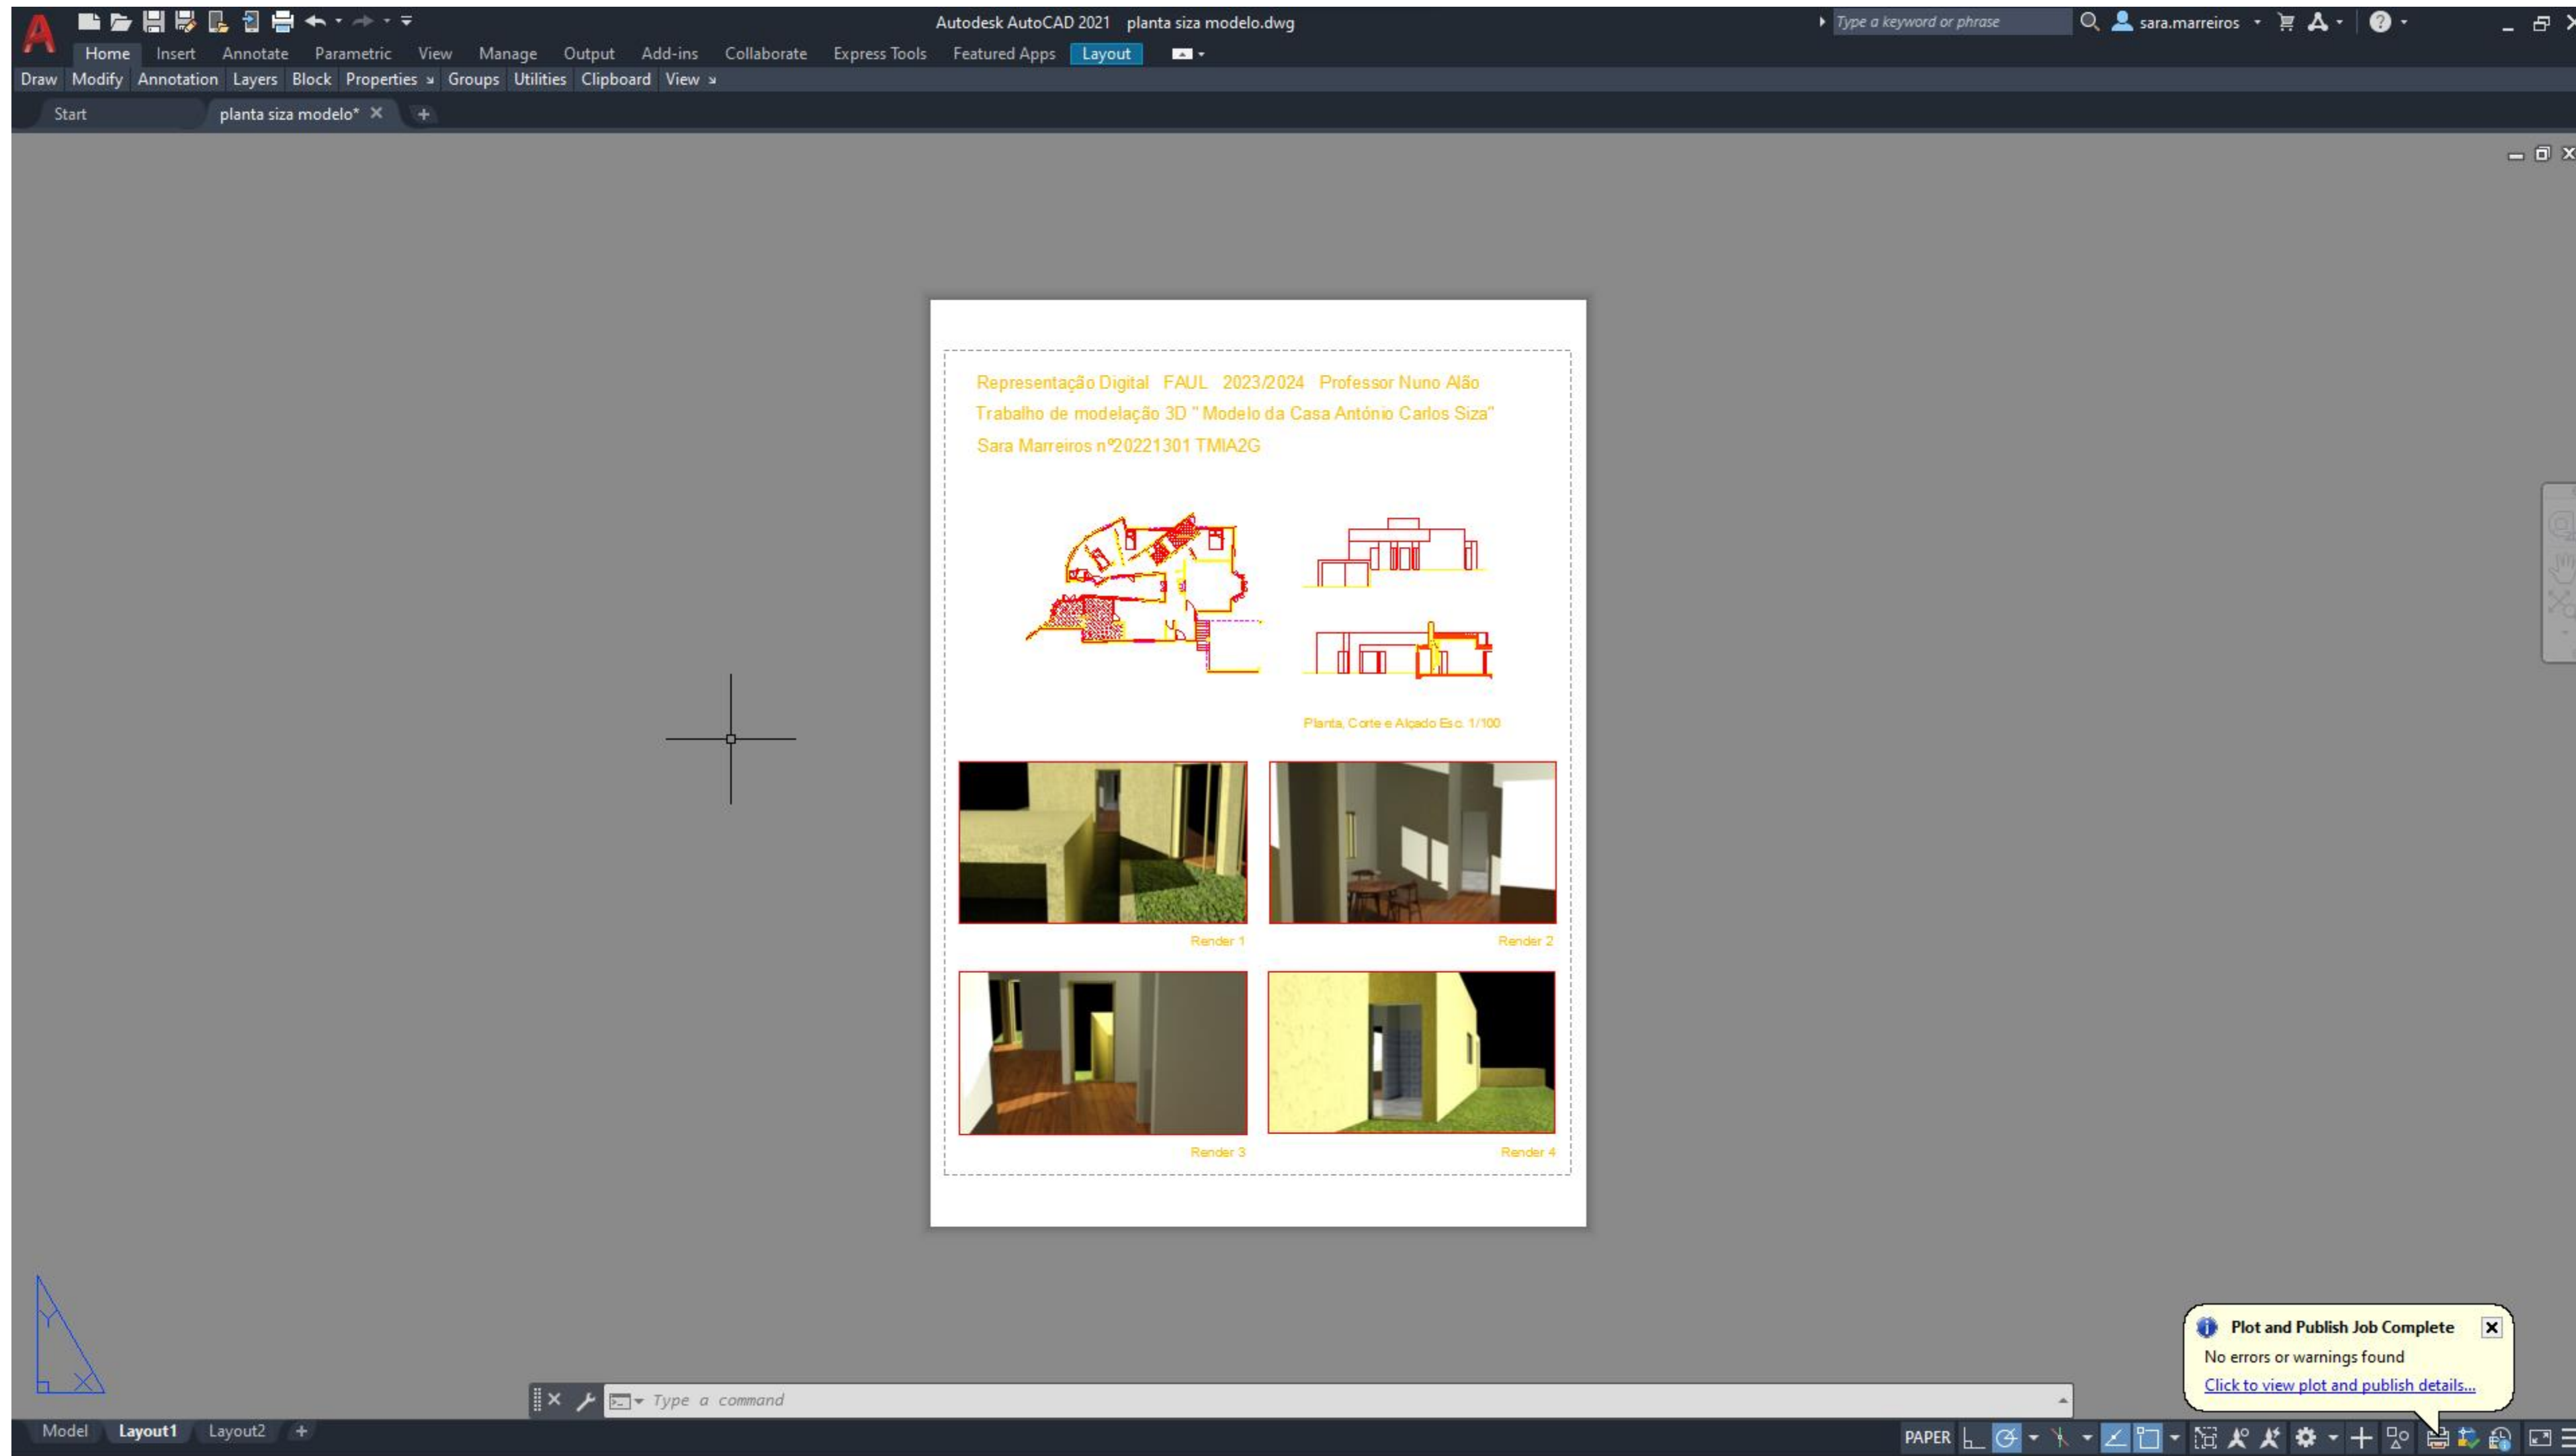 Autodesk AutoCAD 2021 planta siza modelo.dwg
Type a keyword or phrase
sara.marreiros
Home Insert Annotate Parametric View Manage Output Add-ins Collaborate Express Tools Featured Apps Layout
Draw Modify Annotation Layers Block Properties Groups Utilities Clipboard View
Start
planta siza modelo*
Representação Digital FAUL 2023/2024 Professor Nuno Alão
Trabalho de modelação 3D " Modelo da Casa António Carlos Siza"
Sara Marreiros nº20221301 TMIA2G
Planta, Corte e Alçado Esc. 1/100
Render 1
Render 2
Render 3
Render 4
Y
X
Plot and Publish Job Complete
No errors or warnings found
Click to view plot and publish details...
Type a command
Model Layout1 Layout2 +
PAPER